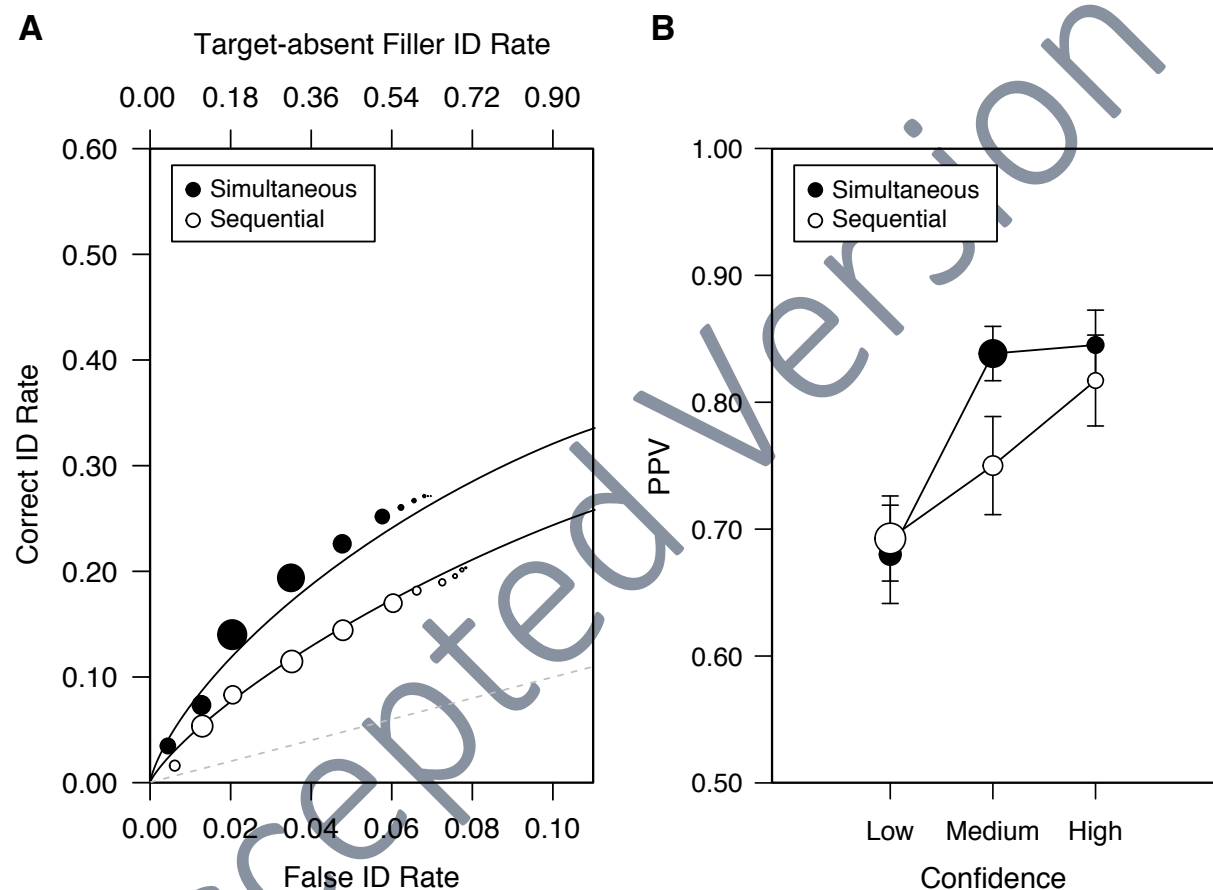 A
Target-absent Filler ID Rate
0.00 0.18 0.36 0.54 0.72 0.90
0.60
0.50
0.40
0.30
0.20
0.10
0.00
Correct ID Rate
Simultaneous
Sequential
0.00 0.02 0.04 0.06 0.08 0.10
False ID Rate
B
1.00
0.90
0.80
0.70
0.60
0.50
PPV
Simultaneous
Sequential
Low Medium High
Confidence
cepted Version